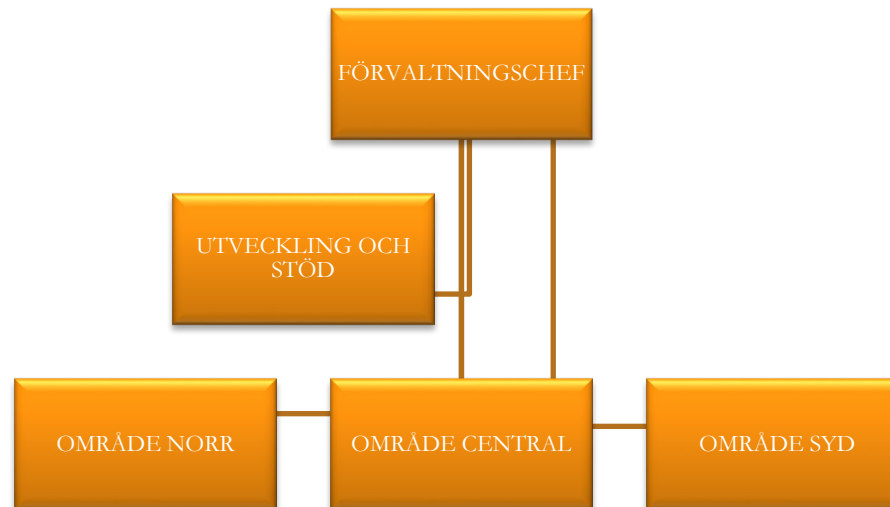 FÖRVALTNINGSCHEF
UTVECKLING OCH
STÖD
OMRÅDE NORR
OMRÅDE CENTRAL
OMRÅDE SYD